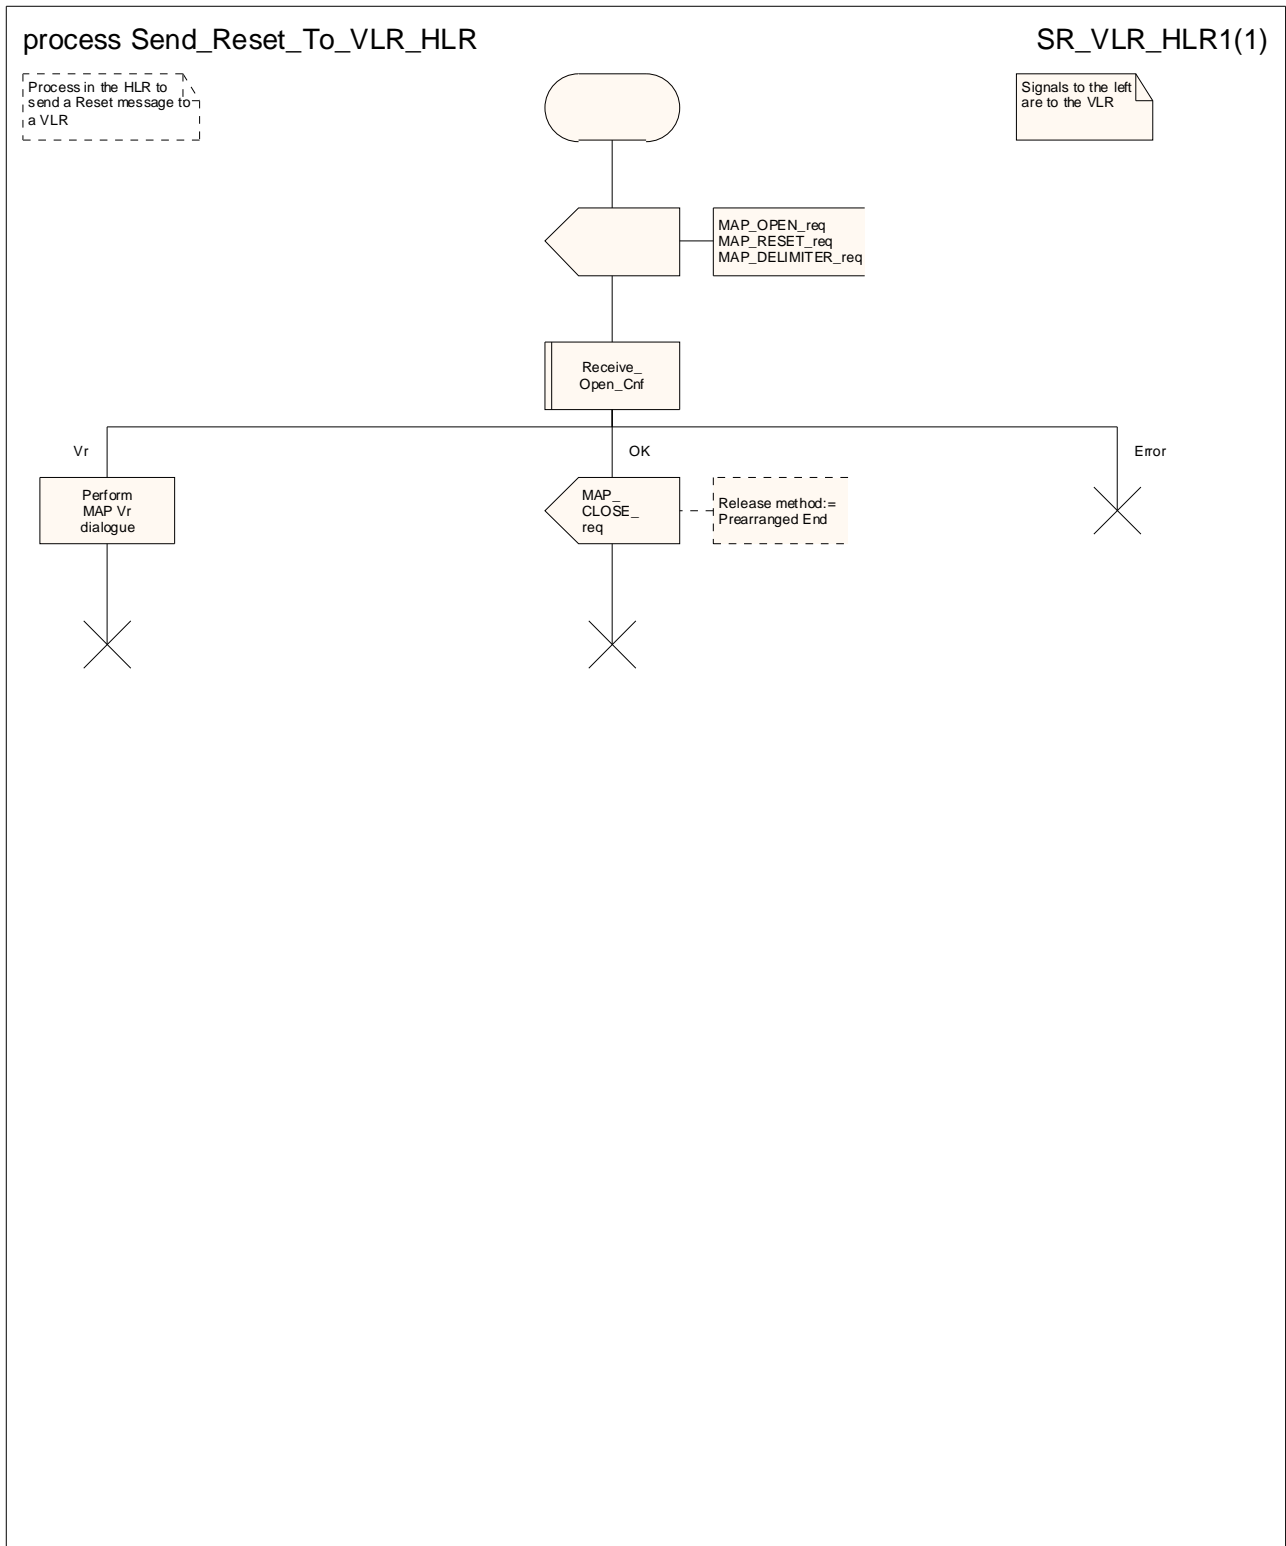 process Send_Reset_To_VLR_HLR
SR_VLR_HLR1(1)
Process in the HLR to
send a Reset message to
a VLR
Signals to the left
are to the VLR
MAP_OPEN_req
MAP_RESET_req
MAP_DELIMITER_req
Receive_
Open_Cnf
Vr
OK
Error
Perform
MAP Vr
dialogue
MAP_
CLOSE_
req
Release method:=
Prearranged End